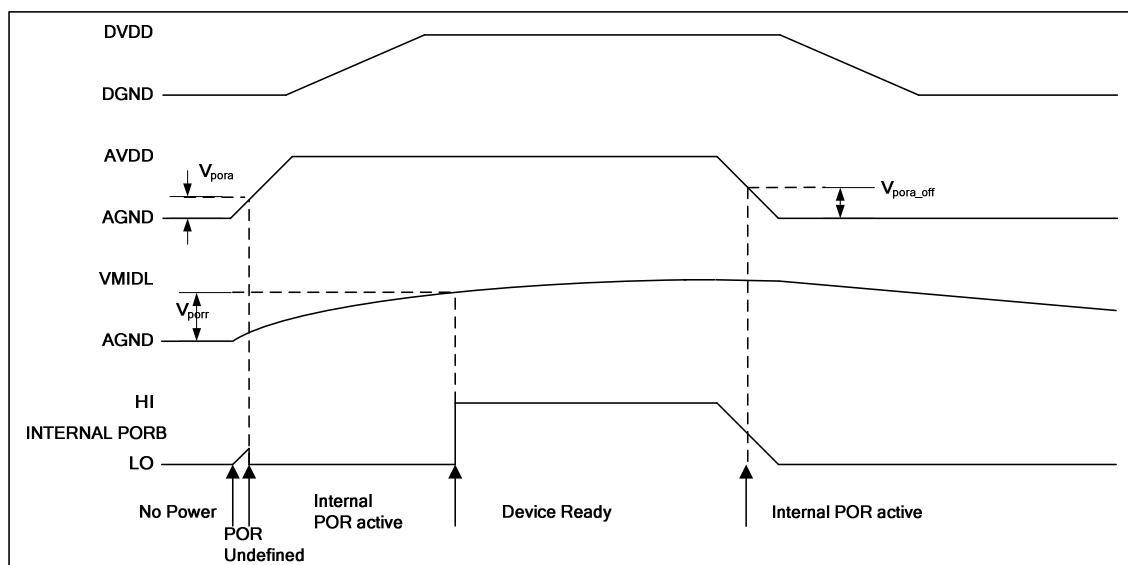 DVDD
DGND
AVDD
Vpora
Vpora_off
AGND
VMIDL
Vporr
AGND
HI
INTERNAL PORB
LO
No Power
POR
Undefined
Internal
POR active
Device Ready
Internal POR active